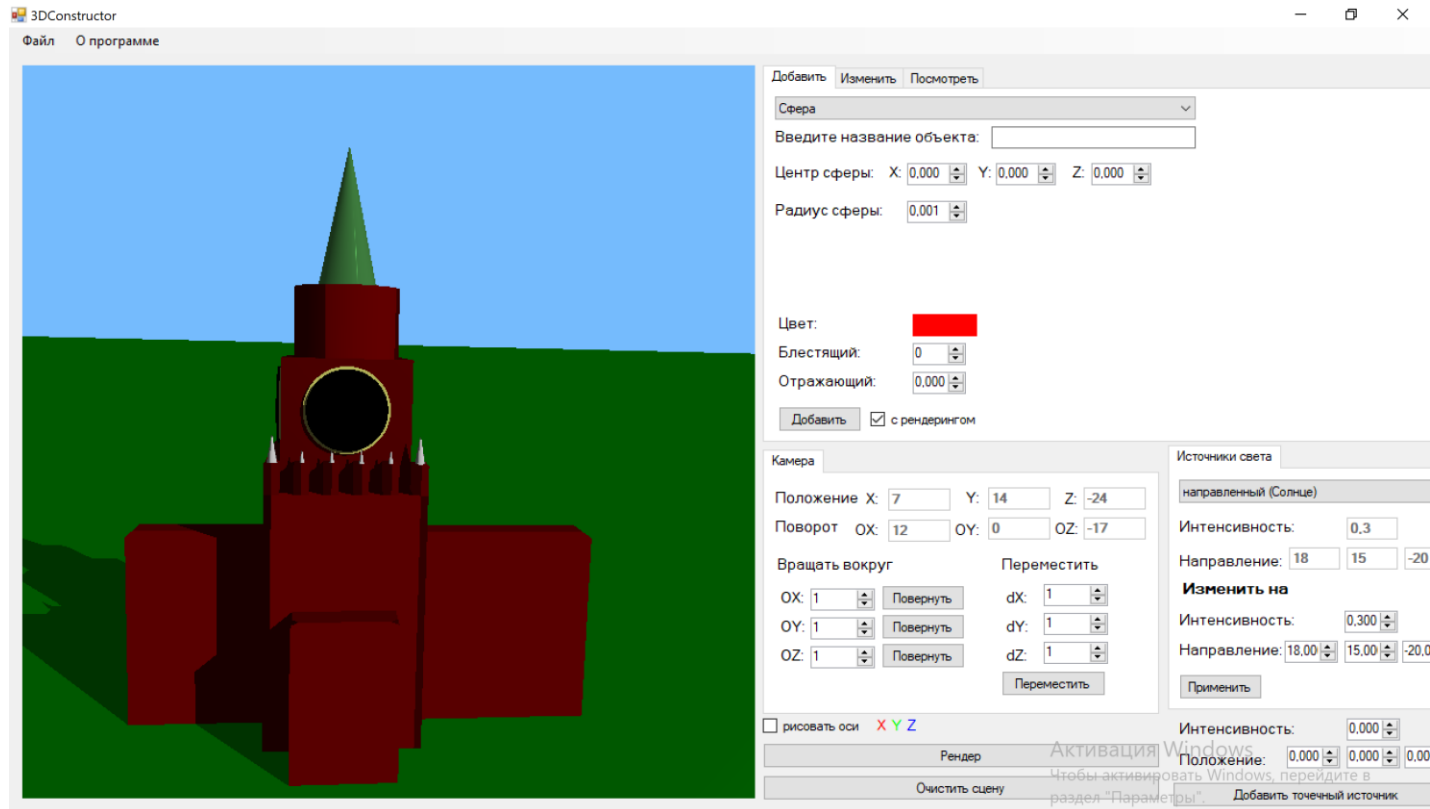 3DConstructor
Файл О программе
Добавить Изменить Посмотреть
Сфера
Введите название объекта:
Центр сферы: X: 0,000 Y: 0,000 Z: 0,000
Радиус сферы: 0,001
Цвет:
Блестящий: 0
Отражающий: 0,000
Добавить с рендерингом
Камера
Положение X: 7 Y: 14 Z: -24
Поворот OX: 12 OY: 0 OZ: -17
Вращать вокруг Переместить
OX: 1 Повернуть dX: 1
OY: 1 Повернуть dY: 1
OZ: 1 Повернуть dZ: 1
Переместить
рисовать оси X Y Z
Рендер
Очистить сцену
Источники света
направленный (Солнце)
Интенсивность: 0,3
Направление: 18 15 -20
Изменить на
Интенсивность: 0,300
Направление: 18,00 15,00 -20,0
Применить
Интенсивность: 0,000
Положение: 0,000 0,000 0,00
Добавить точечный источник
Активация Windows
Чтобы активировать Windows, перейдите в
раздел "Параметры".